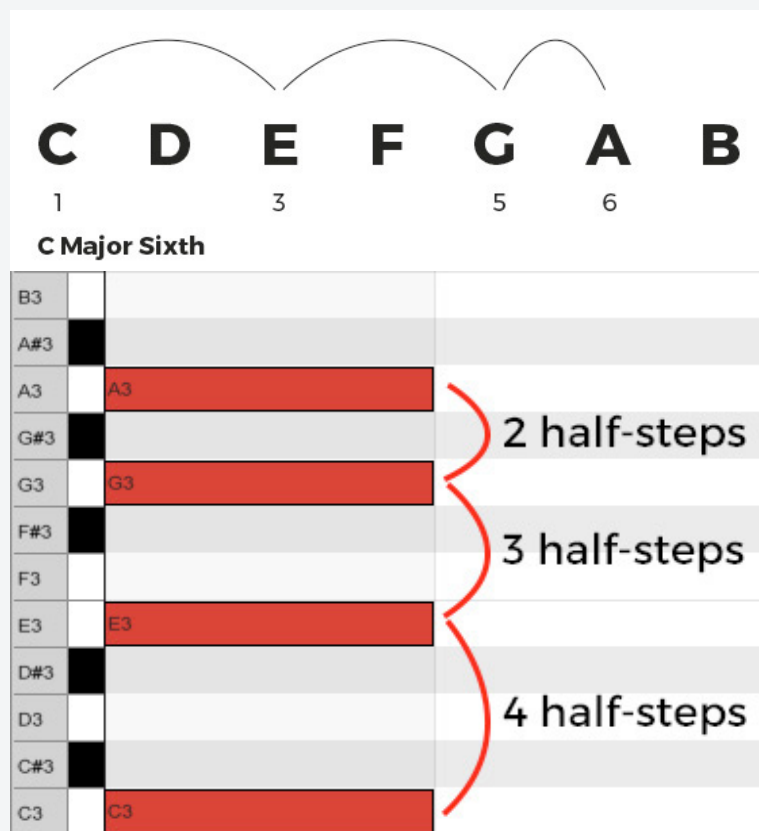 C D E F G A B
1 3 5 6
C Major Sixth
B3
A#3
A3 A3
G#3 2 half-steps
G3 G3
F#3 3 half-steps
F3
E3 E3
D#3
D3 4 half-steps
C#3
C3 C3